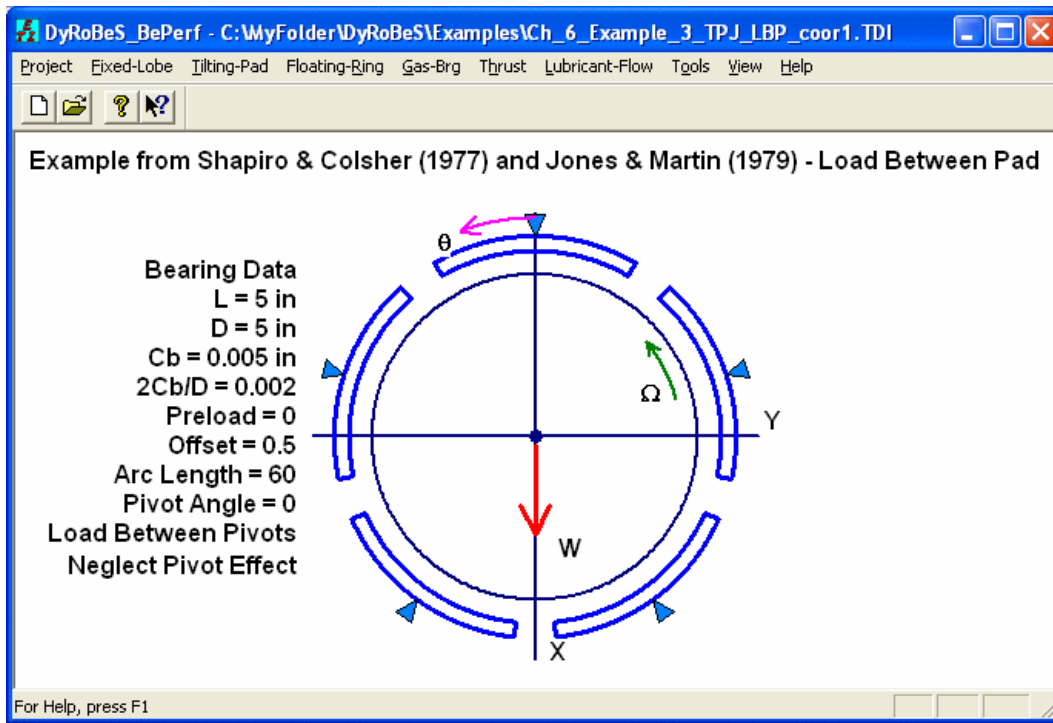 DyRoBeS_BePerf - C:\MyFolder\DyRoBeS\Examples\Ch_6_Example_3_TPJ_LBP_coor1.TDI
Project Fixed-Lobe Tilting-Pad Floating-Ring Gas-Brg Thrust Lubricant-Flow Tools View Help
Example from Shapiro & Colsher (1977) and Jones & Martin (1979) - Load Between Pad
θ
Bearing Data
L = 5 in
D = 5 in
Cb = 0.005 in
2Cb/D = 0.002
Preload = 0
Offset = 0.5
Arc Length = 60
Pivot Angle = 0
Load Between Pivots
Neglect Pivot Effect
Ω
Y
W
X
For Help, press F1